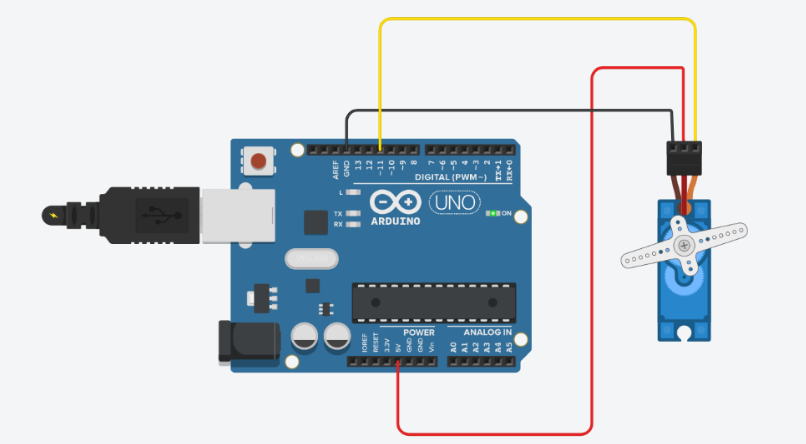 AREF
GND
13
12
~11
~10
~9
8
7
~6
~5
4
~3
2
TX→1
RX←0
DIGITAL (PWM~)
L
TX
RX
ARDUINO
UNO
ON
POWER
ANALOG IN
IOREF
RESET
3.3V
5V
GND
GND
Vin
A0
A1
A2
A3
A4
A5